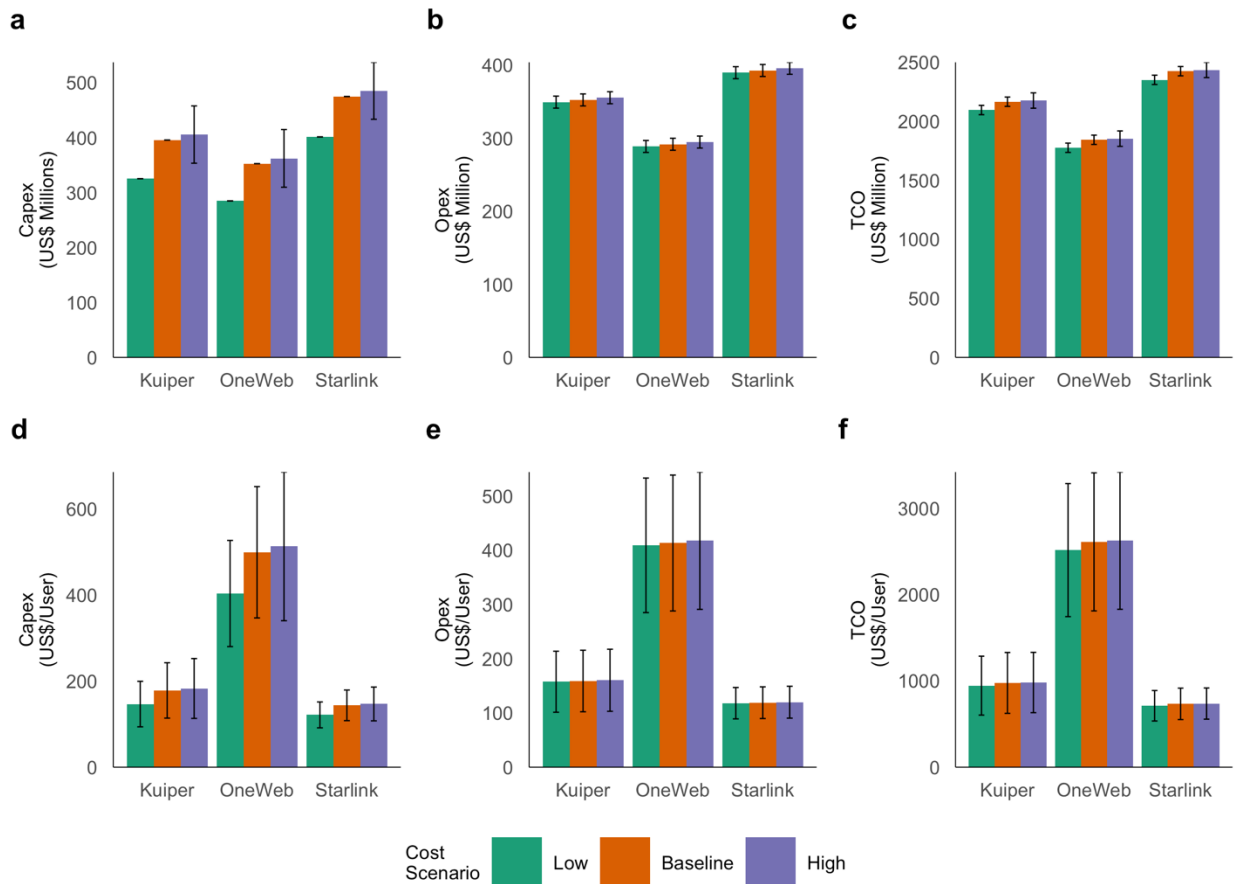 a
Capex
(US$ Millions)
500
400
300
200
100
0
Kuiper OneWeb Starlink
b
Opex
(US$ Million)
400
300
200
100
0
Kuiper OneWeb Starlink
c
TCO
(US$ Million)
2500
2000
1500
1000
500
0
Kuiper OneWeb Starlink
d
Capex
(US$/User)
600
400
200
0
Kuiper OneWeb Starlink
e
Opex
(US$/User)
500
400
300
200
100
0
Kuiper OneWeb Starlink
f
TCO
(US$/User)
3000
2000
1000
0
Kuiper OneWeb Starlink
Cost
Scenario
Low Baseline High